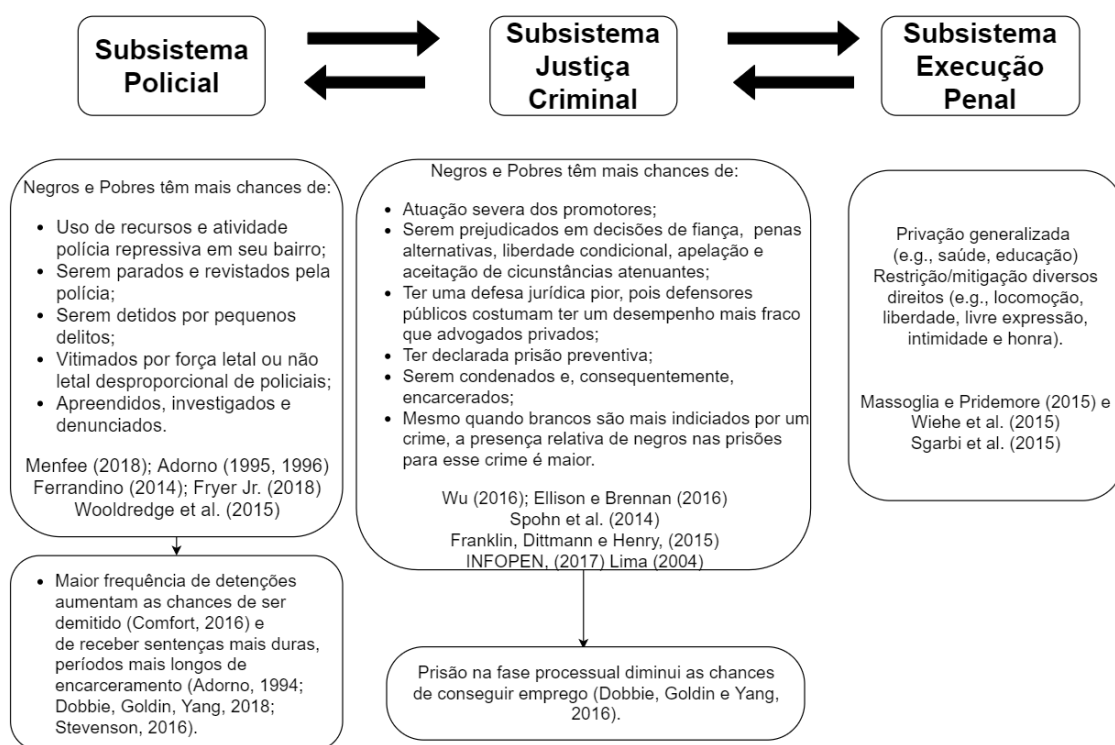 Subsistema
Policial
Subsistema
Justiça
Criminal
Subsistema
Execução
Penal
Negros e Pobres têm mais chances de:
• Uso de recursos e atividade
polícia repressiva em seu bairro;
• Serem parados e revistados pela
polícia;
• Serem detidos por pequenos
delitos;
• Vitimados por força letal ou não
letal desproporcional de policiais;
• Apreendidos, investigados e
denunciados.
Menfee (2018); Adorno (1995, 1996)
Ferrandino (2014); Fryer Jr. (2018)
Wooldredge et al. (2015)
• Maior frequência de detenções
aumentam as chances de ser
demitido (Comfort, 2016) e
de receber sentenças mais duras,
períodos mais longos de
encarceramento (Adorno, 1994;
Dobbie, Goldin, Yang, 2018;
Stevenson, 2016).
Negros e Pobres têm mais chances de:
• Atuação severa dos promotores;
• Serem prejudicados em decisões de fiança, penas
alternativas, liberdade condicional, apelação e
aceitação de cicunstâncias atenuantes;
• Ter uma defesa jurídica pior, pois defensores
públicos costumam ter um desempenho mais fraco
que advogados privados;
• Ter declarada prisão preventiva;
• Serem condenados e, consequentemente,
encarcerados;
• Mesmo quando brancos são mais indiciados por um
crime, a presença relativa de negros nas prisões
para esse crime é maior.
Wu (2016); Ellison e Brennan (2016)
Spohn et al. (2014)
Franklin, Dittmann e Henry, (2015)
INFOPEN, (2017) Lima (2004)
Prisão na fase processual diminui as chances
de conseguir emprego (Dobbie, Goldin e Yang,
2016).
Privação generalizada
(e.g., saúde, educação)
Restrição/mitigação diversos
direitos (e.g., locomoção,
liberdade, livre expressão,
intimidade e honra).
Massoglia e Pridemore (2015) e
Wiehe et al. (2015)
Sgarbi et al. (2015)